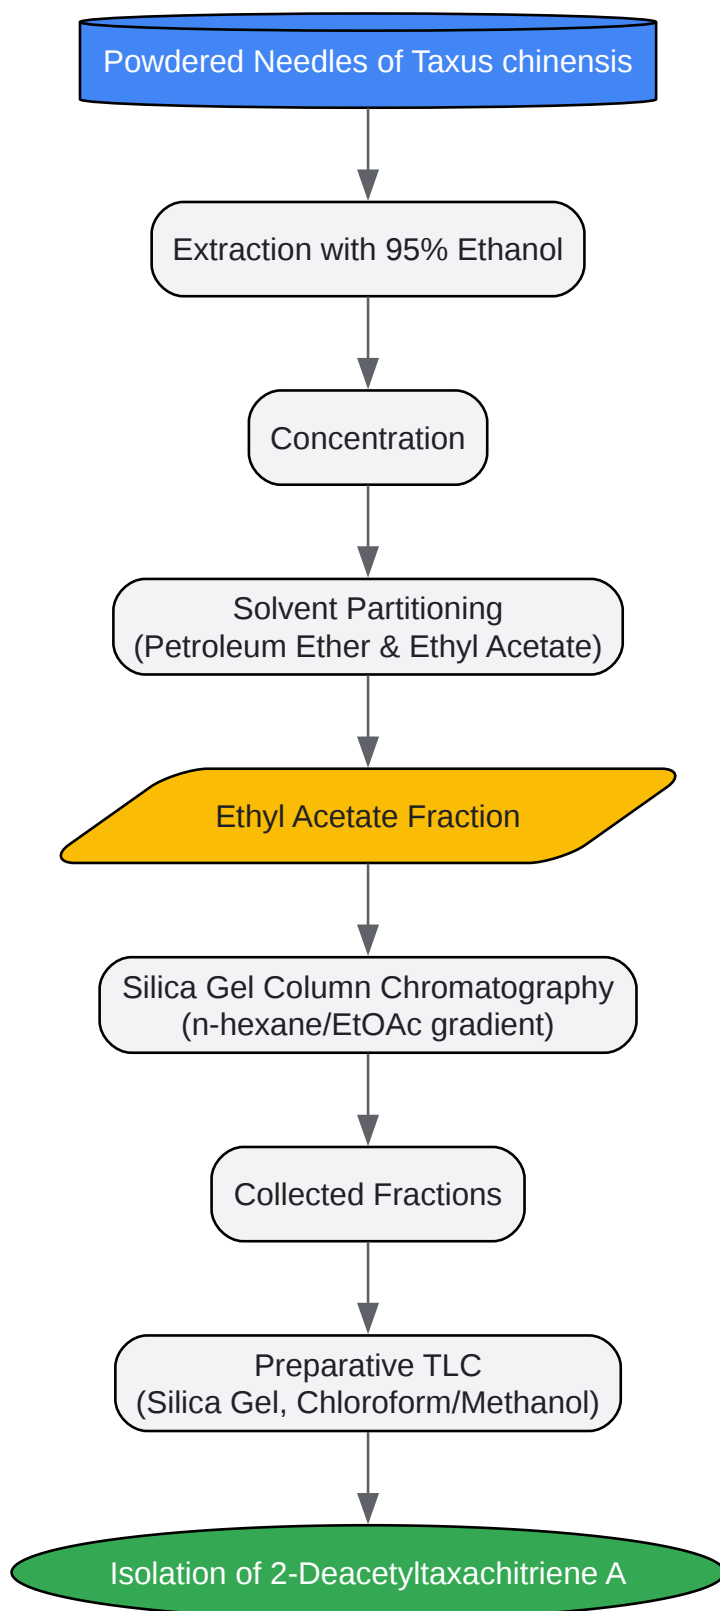 Powdered Needles of Taxus chinensis
Extraction with 95% Ethanol
Concentration
Solvent Partitioning
(Petroleum Ether & Ethyl Acetate)
Ethyl Acetate Fraction
Silica Gel Column Chromatography
(n-hexane/EtOAc gradient)
Collected Fractions
Preparative TLC
(Silica Gel, Chloroform/Methanol)
Isolation of 2-Deacetyltaxachitriene A